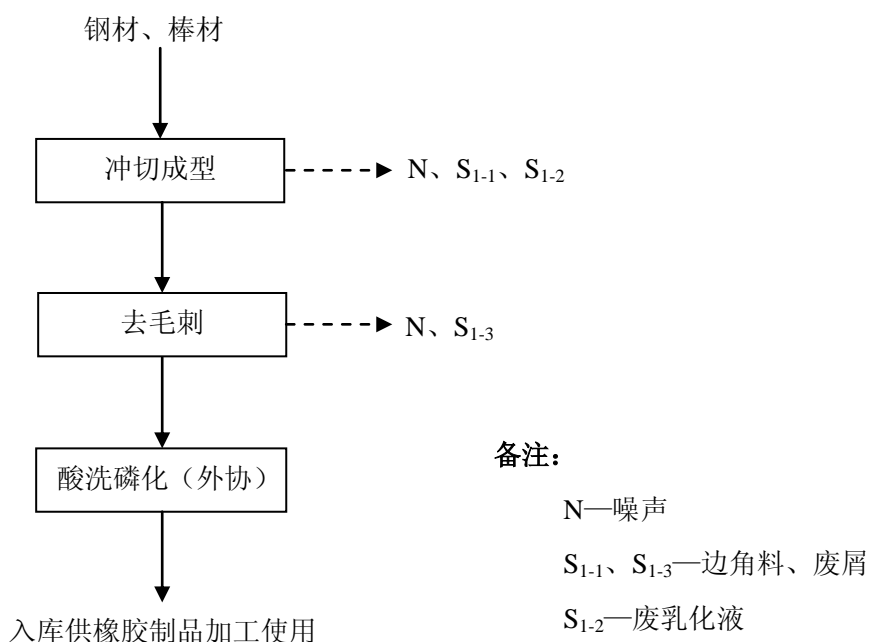 钢材、棒材
冲切成型
N、S1-1、S1-2
去毛刺
N、S1-3
酸洗磷化（外协）
入库供橡胶制品加工使用
备注：
N—噪声
S1-1、S1-3—边角料、废屑
S1-2—废乳化液